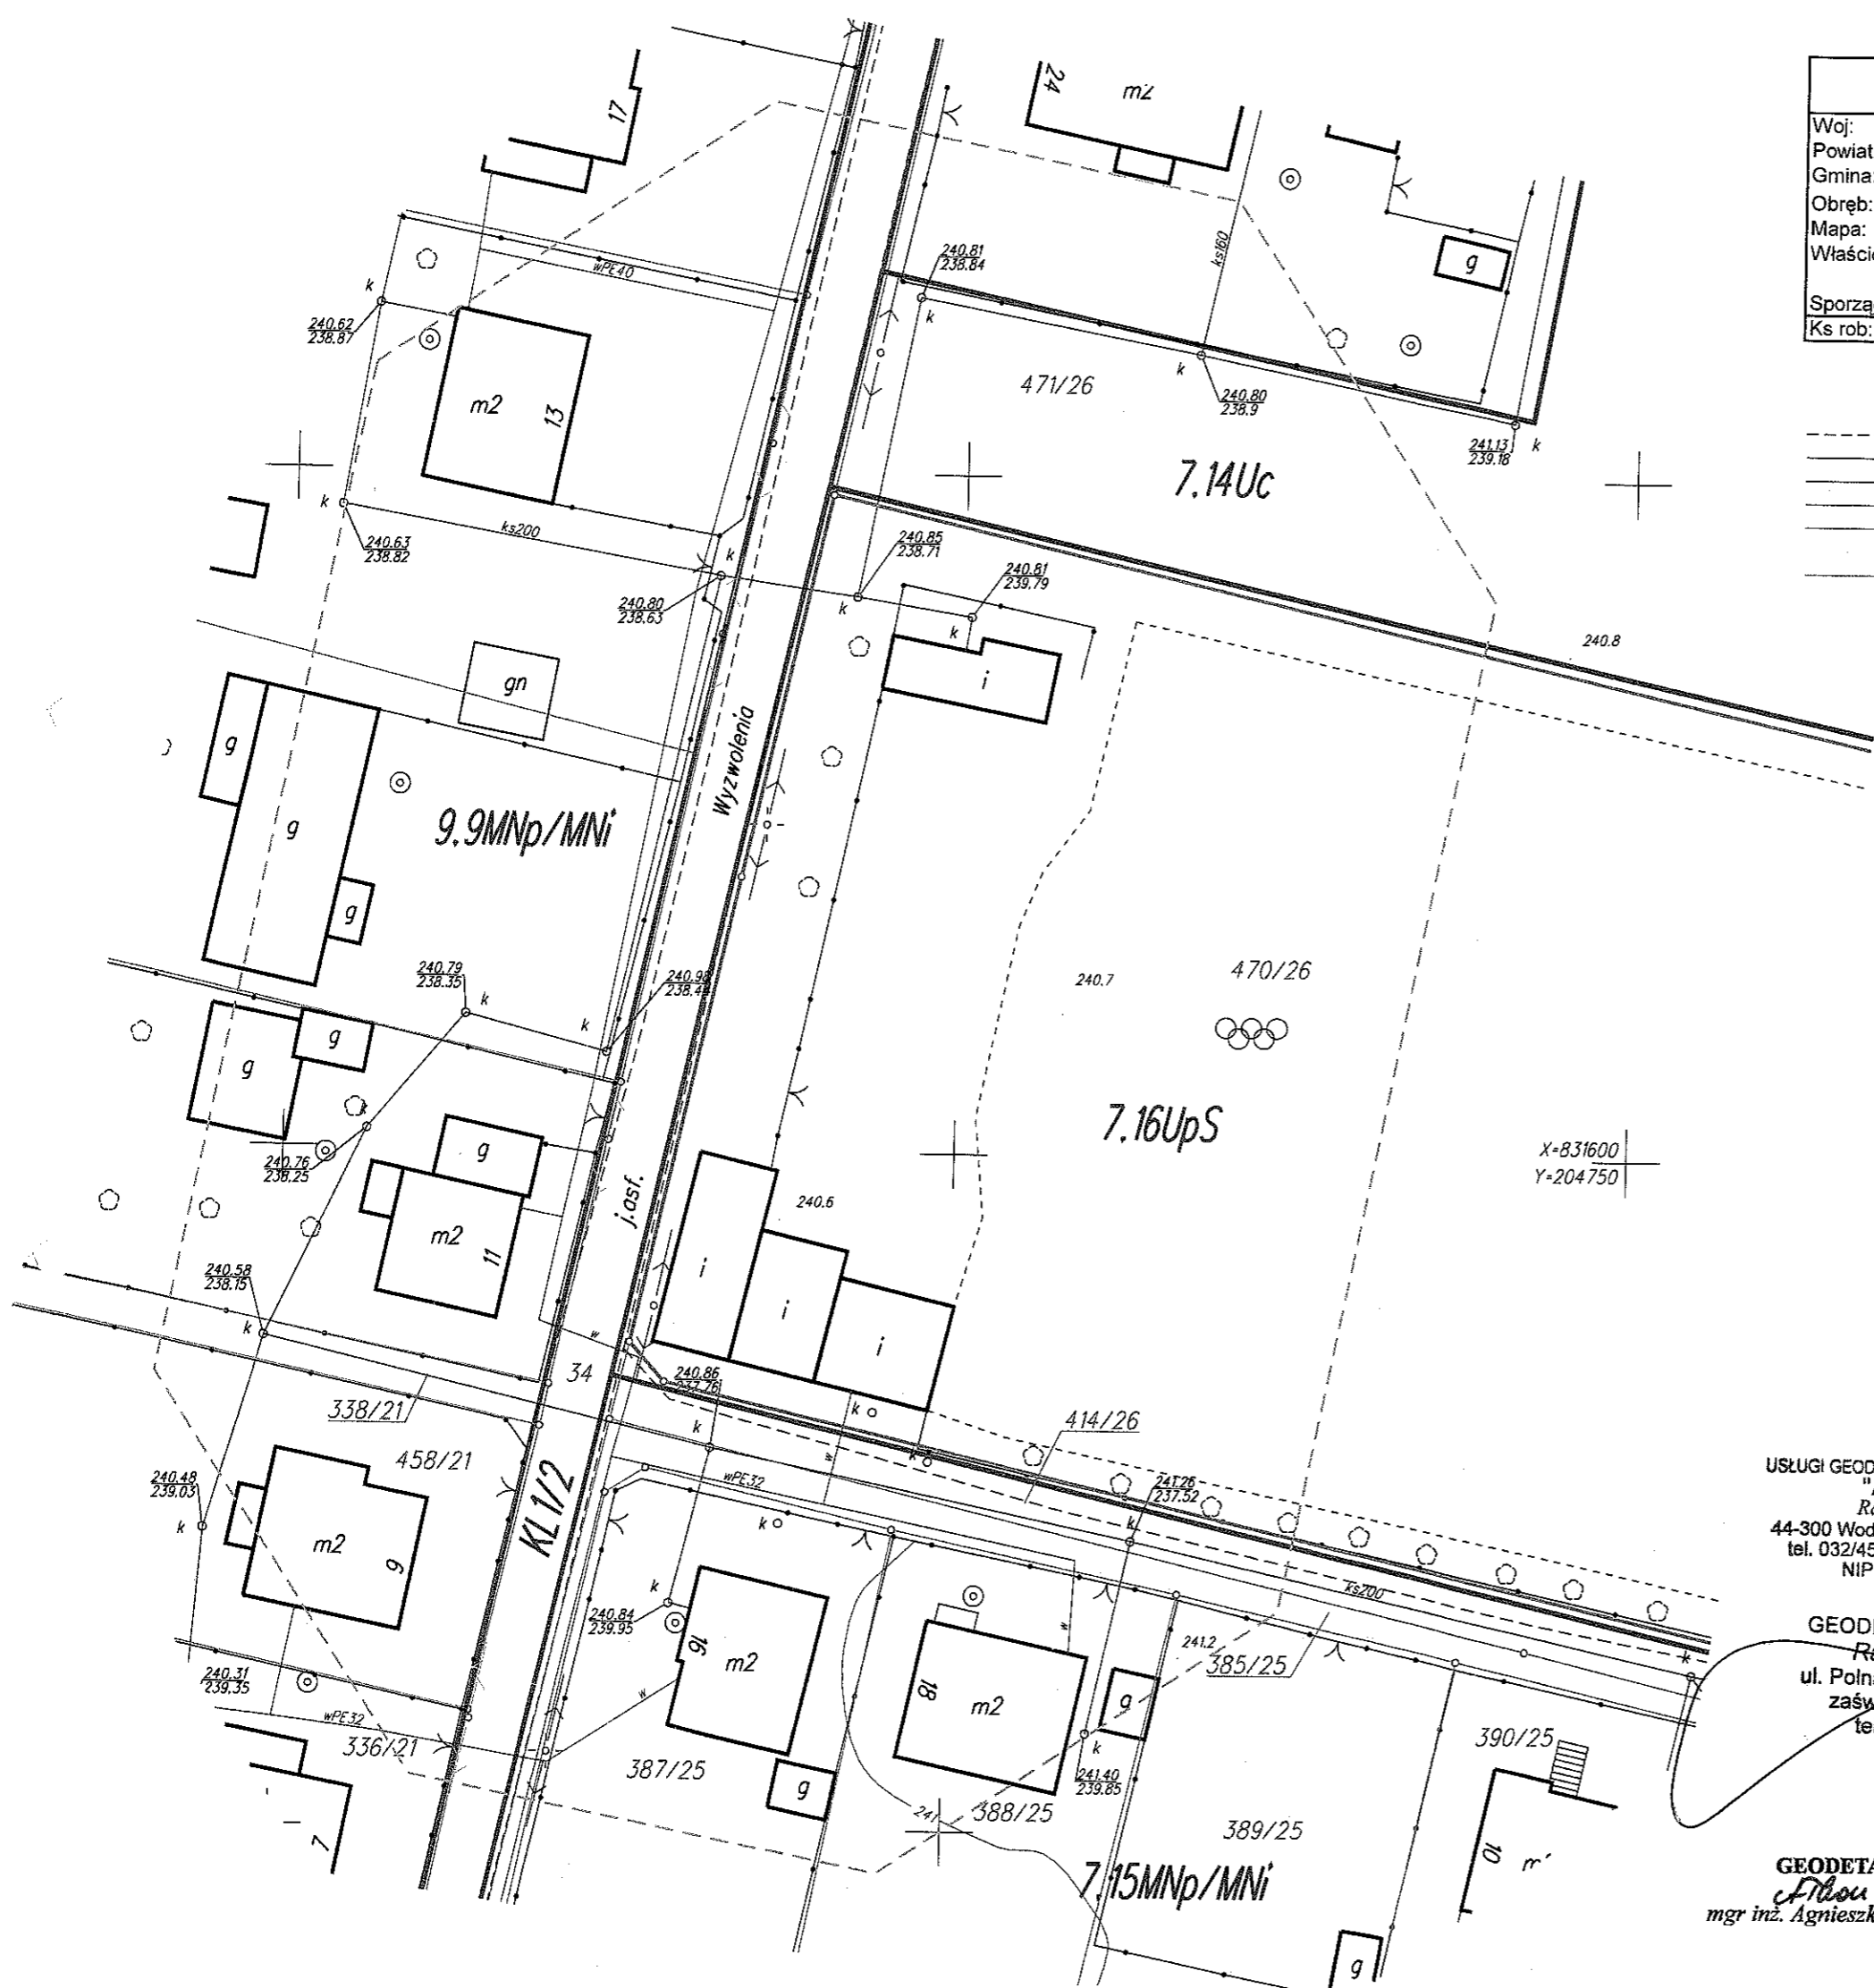 24
m2
17
Woj:
Powiat
Gmina:
Obręb:
Mapa:
Sporzą
Ks rob:
g
240.81
238.84
ks160
wPE40
k
240.62
238.87
471/26
k
240.80
238.9
m2
13
241.13
239.18
k
7.14Uc
k
ks200
240.63
238.82
240.85
238.71
k
240.81
239.79
240.80
238.63
k
k
240.8
i
gn
g
Wyzwolenia
g
9.9MNp/MNi
g
240.79
238.35
k
240.7
470/26
k
g
g
7.16UpS
g
X=831600
Y=204750
240.76
238.25
j.asf.
240.6
m2
11
i
i
i
240.58
238.15
k
w
34
240.86
237.76
338/21
k
414/26
458/21
k
k
w
wPE32
240.48
239.03
k
KL1/2
241.26
237.52
k
k
USŁUGI GEOD
44-300 Wod
tel. 032/45
NIP
m2
9
ks200
k
240.84
239.95
16
m2
w
241.2
385/25
GEOD
ul. Poln
zaśw
te
240.31
239.35
w
18
m2
g
wPE32
336/21
387/25
k
390/25
g
241.40
239.85
241
388/25
389/25
7
10
7.15MNp/MNi
GEODETA
mgr inż. Agnieszk
g